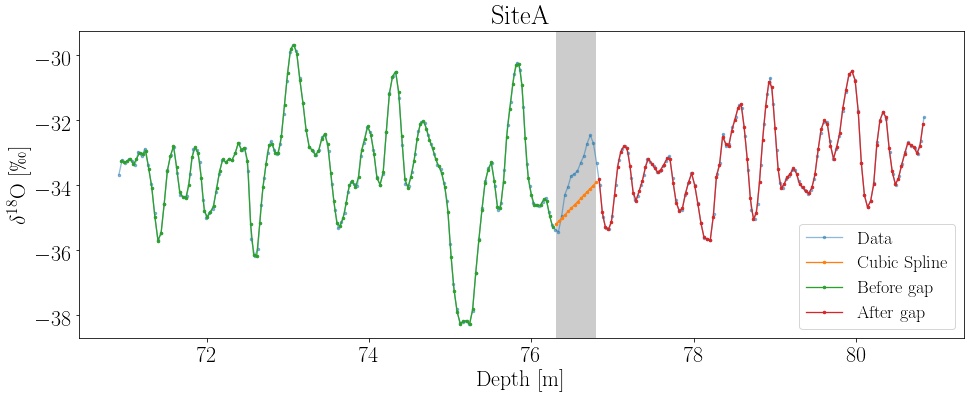 SiteA
δ¹⁸O [‰]
−30
−32
−34
−36
−38
72 74 76 78 80
Depth [m]
Data
Cubic Spline
Before gap
After gap